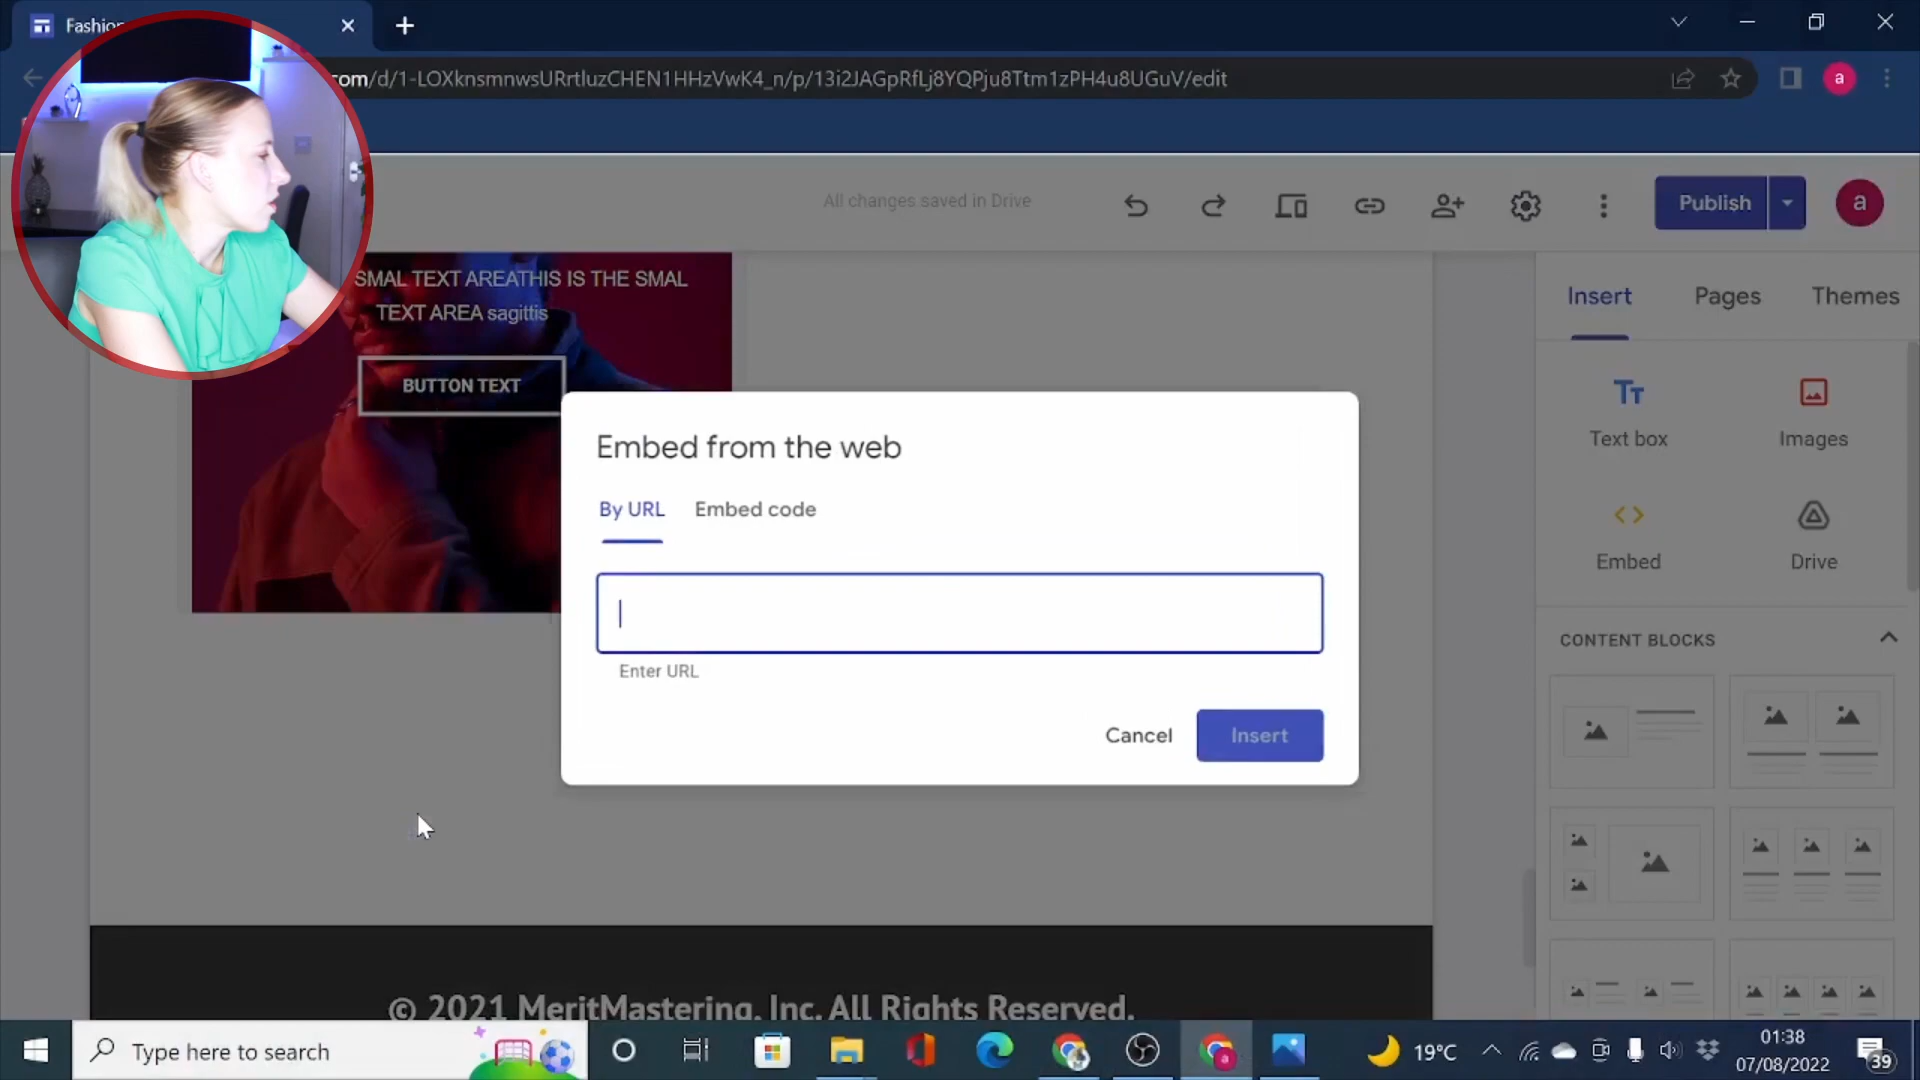 Fashion
com/d/1-LOXknsmnwsURrtluzCHEN1HHzVwK4_n/p/13i2JAGpRfLj8YQPju8Ttm1zPH4u8UGuV/edit
a
All changes saved in Drive
Publish
a
SMAL TEXT AREATHIS IS THE SMAL
TEXT AREA sagittis
BUTTON TEXT
Insert
Pages
Themes
Tт
Text box
Images
Embed
Drive
CONTENT BLOCKS
Embed from the web
By URL
Embed code
Enter URL
Cancel
Insert
© 2021 MeritMastering, Inc. All Rights Reserved.
Type here to search
a
19°C
01:38
07/08/2022
39